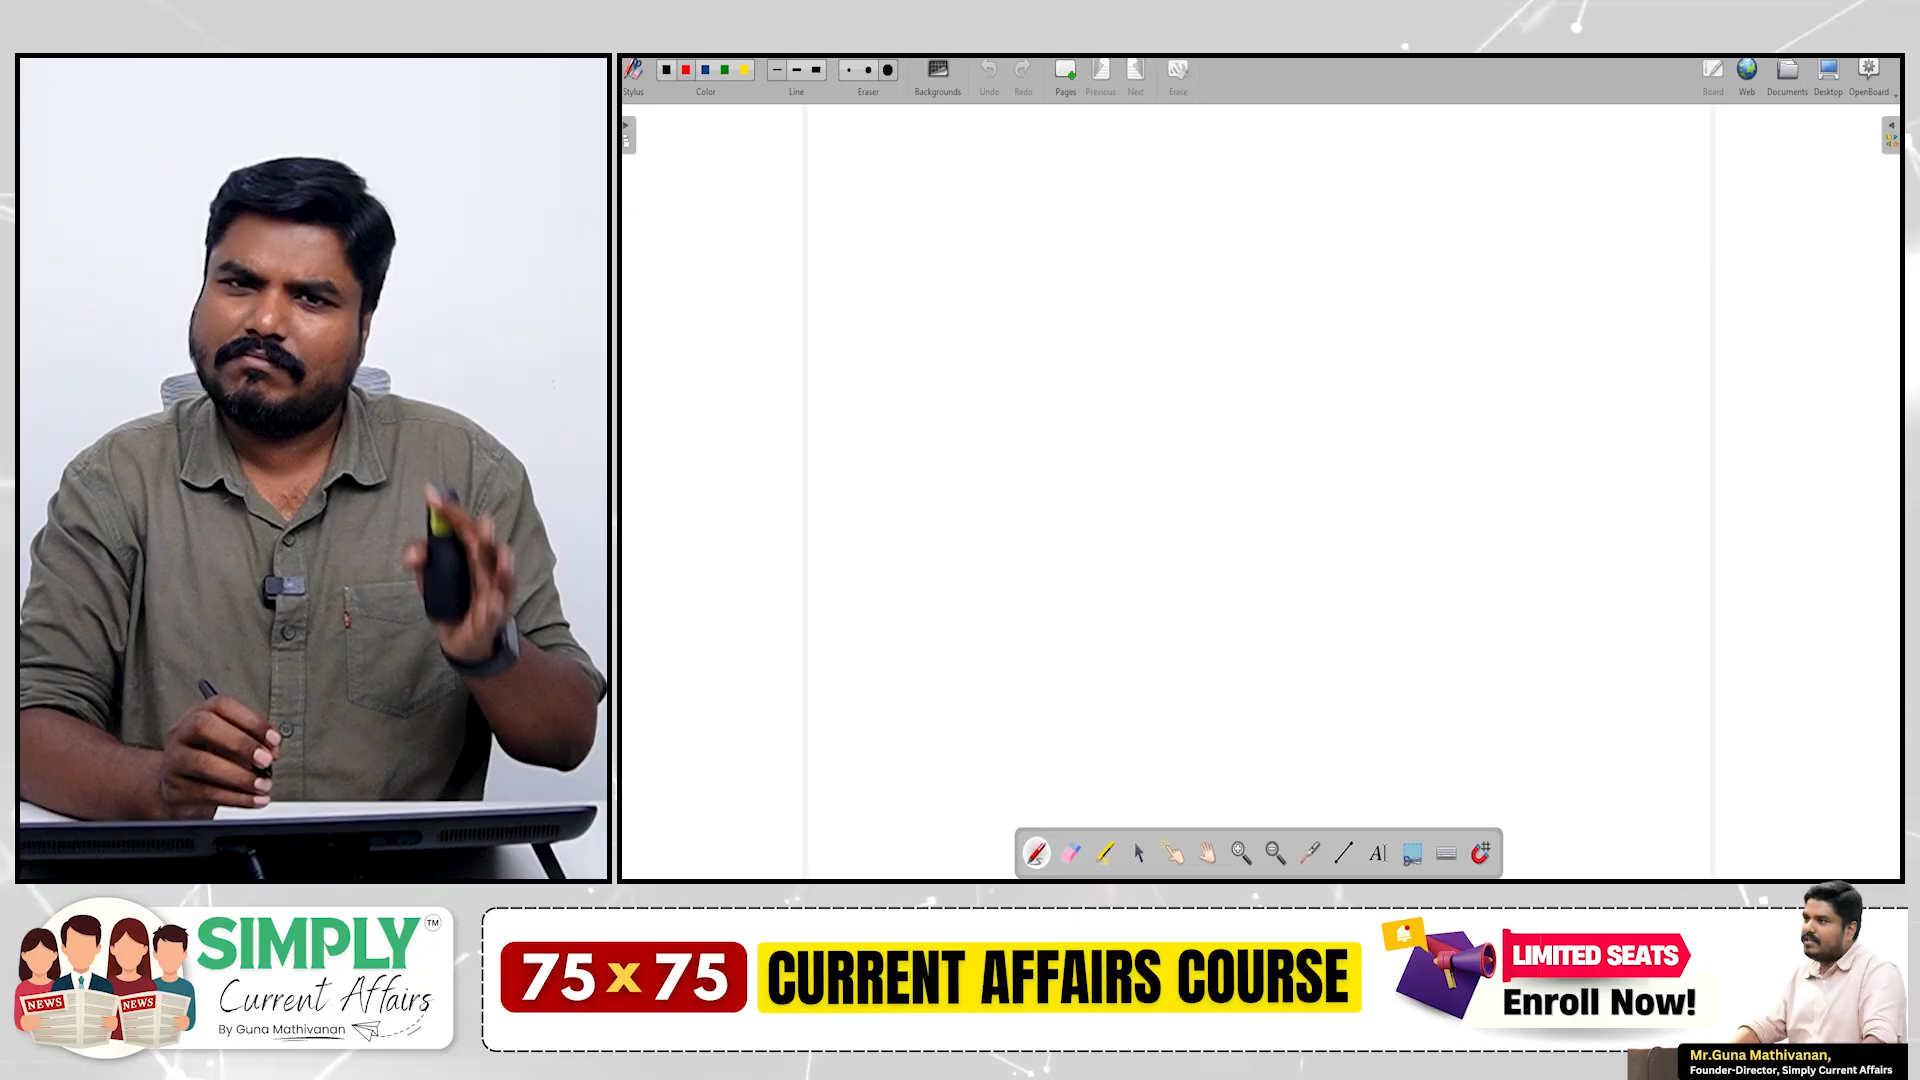 Stylus Color Line Eraser Backgrounds Undo Redo Pages Previous Next Erase Board Web Documents Desktop OpenBoard
A
SIMPLY TM
Current Affairs
By Guna Mathivanan
NEWS NEWS
75 x 75 CURRENT AFFAIRS COURSE
LIMITED SEATS
Enroll Now!
Mr.Guna Mathivanan,
Founder-Director, Simply Current Affairs